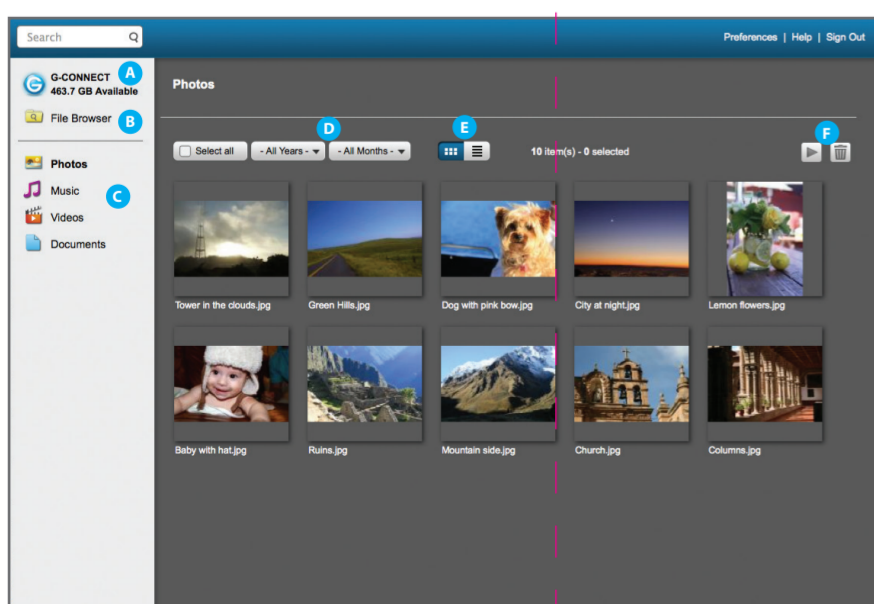 Search
Preferences | Help | Sign Out
G-CONNECT
463.7 GB Available
A
File Browser
B
Photos
Music
Videos
Documents
C
Photos
D
E
F
Select all
- All Years -
- All Months -
10 item(s) - 0 selected
Tower in the clouds.jpg
Green Hills.jpg
Dog with pink bow.jpg
City at night.jpg
Lemon flowers.jpg
Baby with hat.jpg
Ruins.jpg
Mountain side.jpg
Church.jpg
Columns.jpg